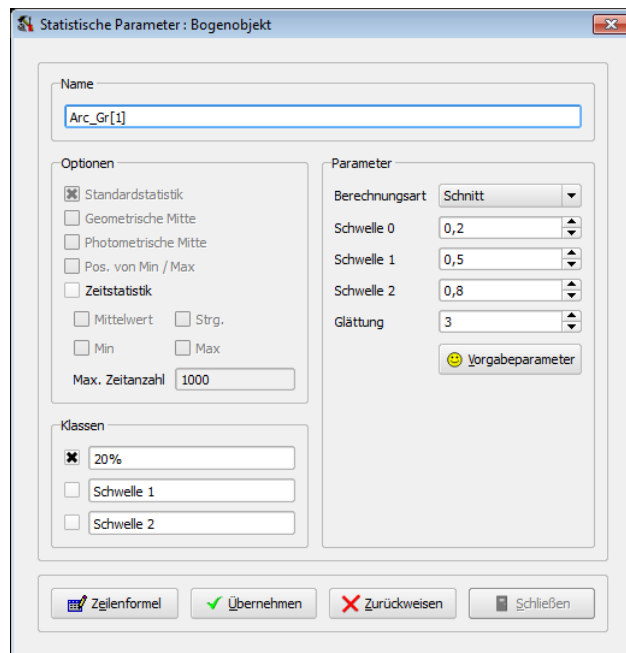 Statistische Parameter : Bogenobjekt
Name
Arc_Gr[1]
Optionen
Standardstatistik
Geometrische Mitte
Photometrische Mitte
Pos. von Min / Max
Zeitstatistik
Mittelwert Strg.
Min Max
Max. Zeitanzahl 1000
Klassen
20%
Schwelle 1
Schwelle 2
Parameter
Berechnungsart Schnitt
Schwelle 0 0,2
Schwelle 1 0,5
Schwelle 2 0,8
Glättung 3
Vorgabeparameter
Zeilenformel Übernehmen Zurückweisen Schließen